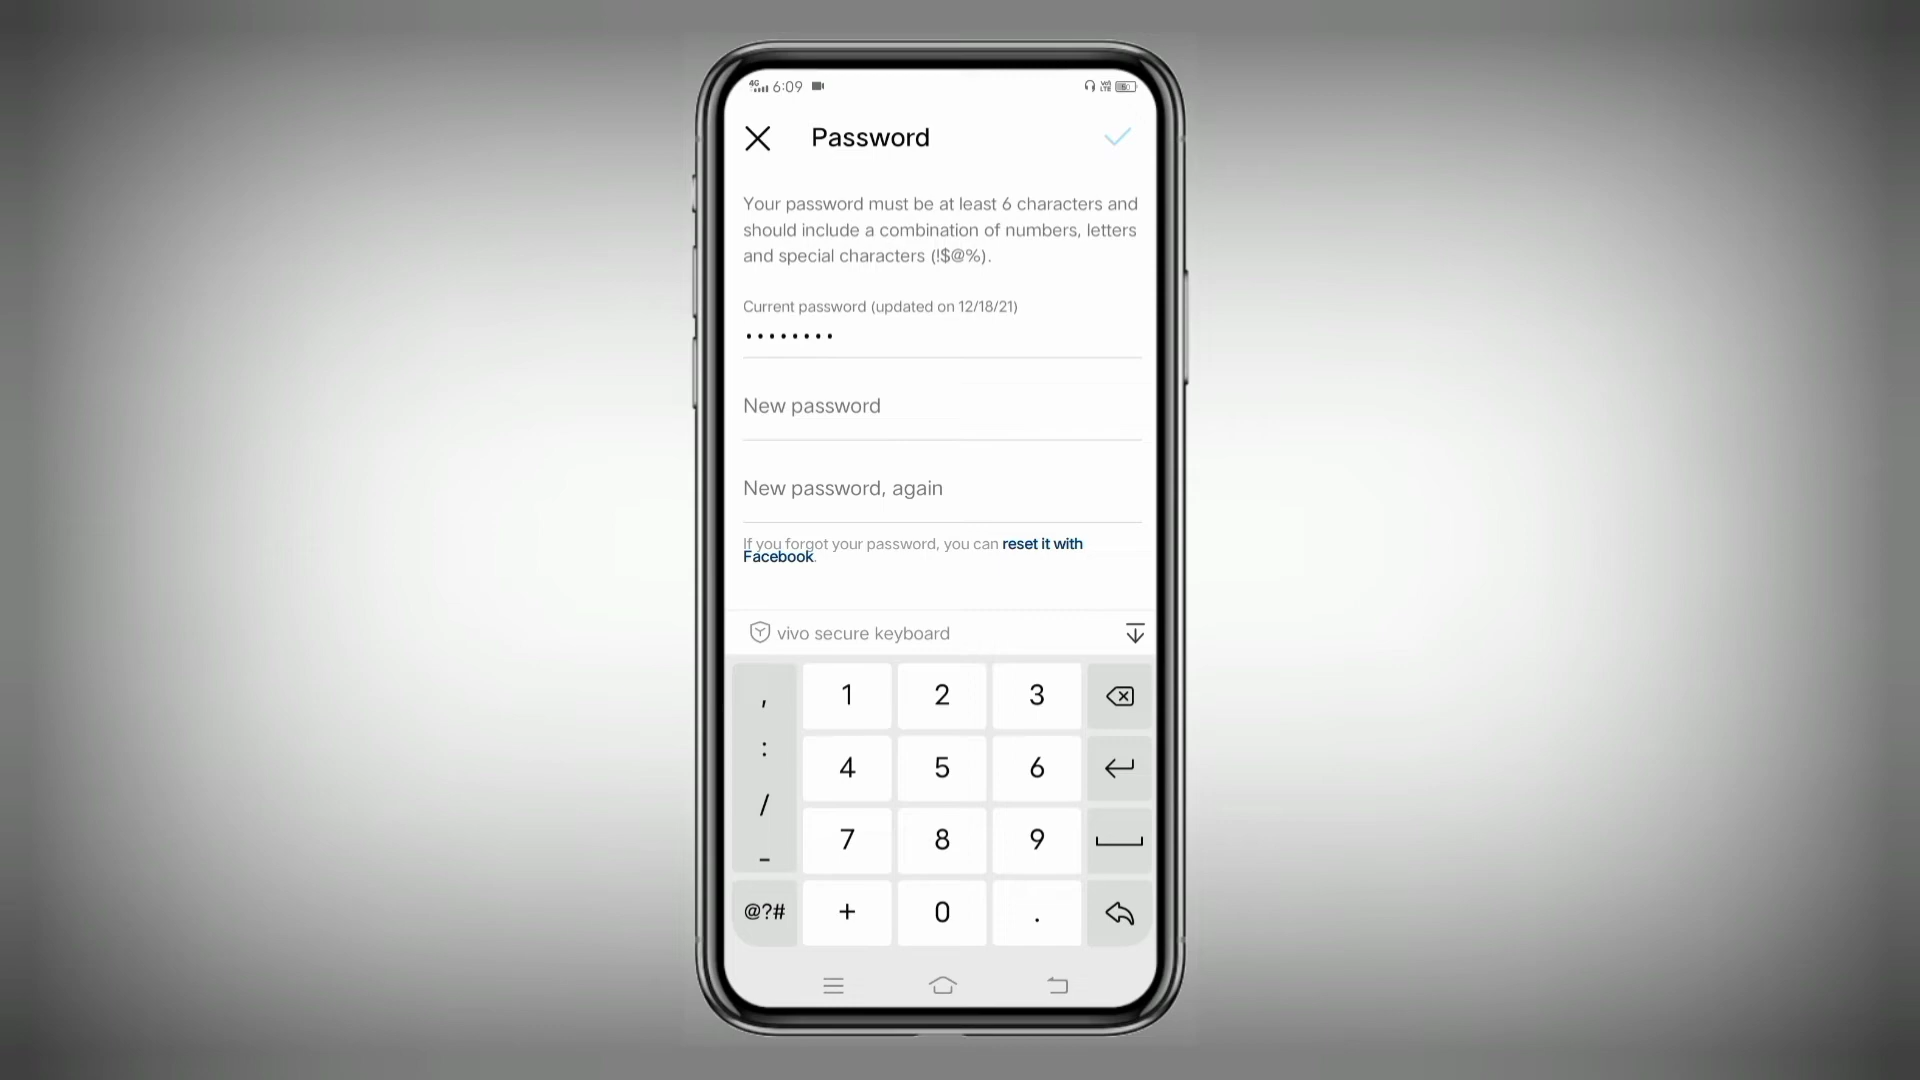 4G 6:09
Password
Your password must be at least 6 characters and
should include a combination of numbers, letters
and special characters (!$@%).
Current password (updated on 12/18/21)
••••••••
New password
New password, again
If you forgot your password, you can reset it with
Facebook.
vivo secure keyboard
, 1 2 3
: 4 5 6
/ 7 8 9
_
@?# + 0 .